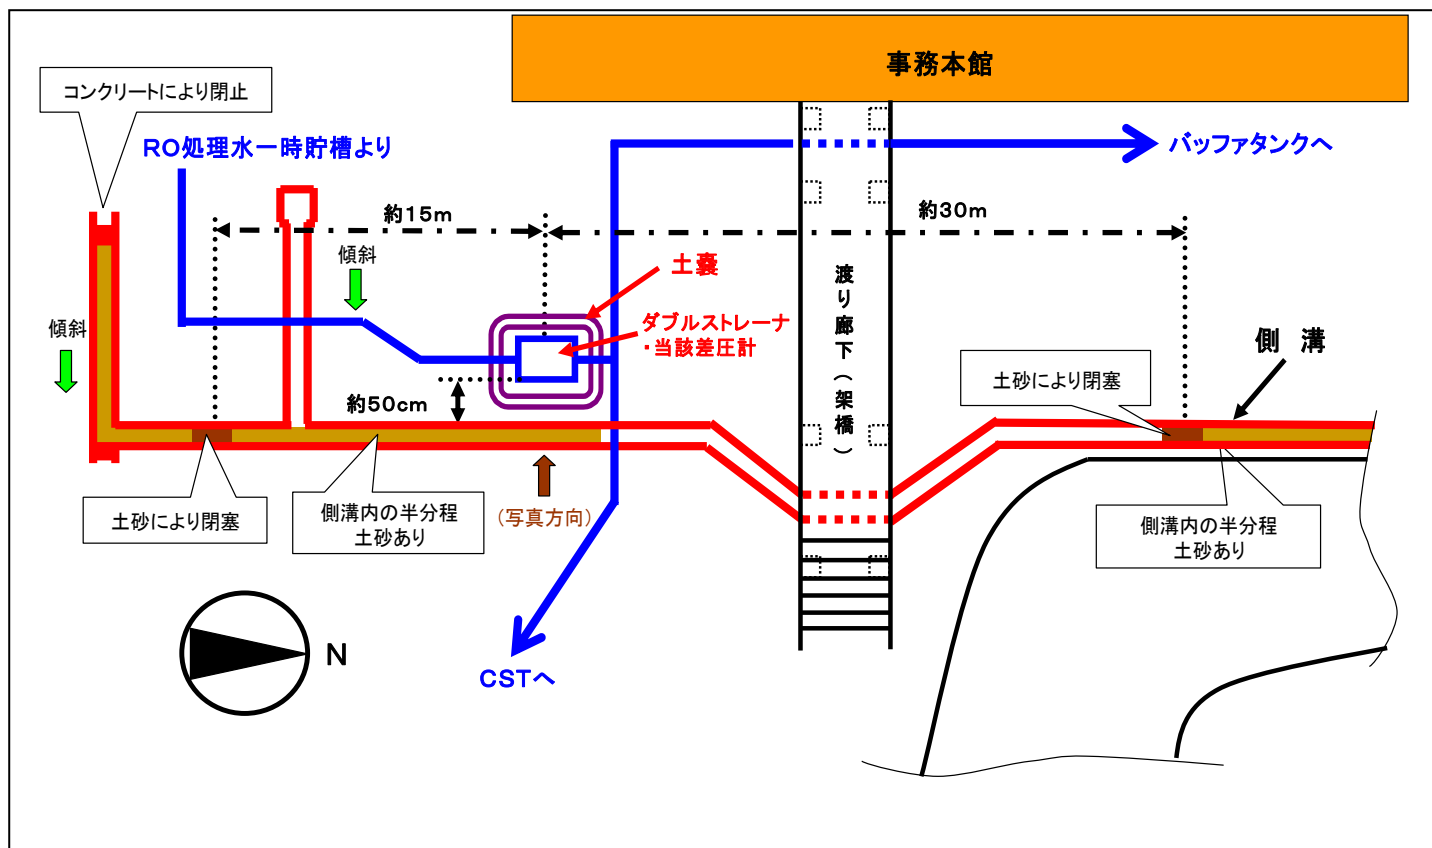 事務本館
コンクリートにより閉止
RO処理水一時貯槽より
バッファタンクへ
約15m
約30m
傾斜
土嚢
傾斜
ダブルストレーナ
・当該差圧計
渡り廊下(架橋)
側 溝
土砂により閉塞
約50cm
土砂により閉塞
側溝内の半分程
土砂あり
(写真方向)
側溝内の半分程
土砂あり
N
CSTへ